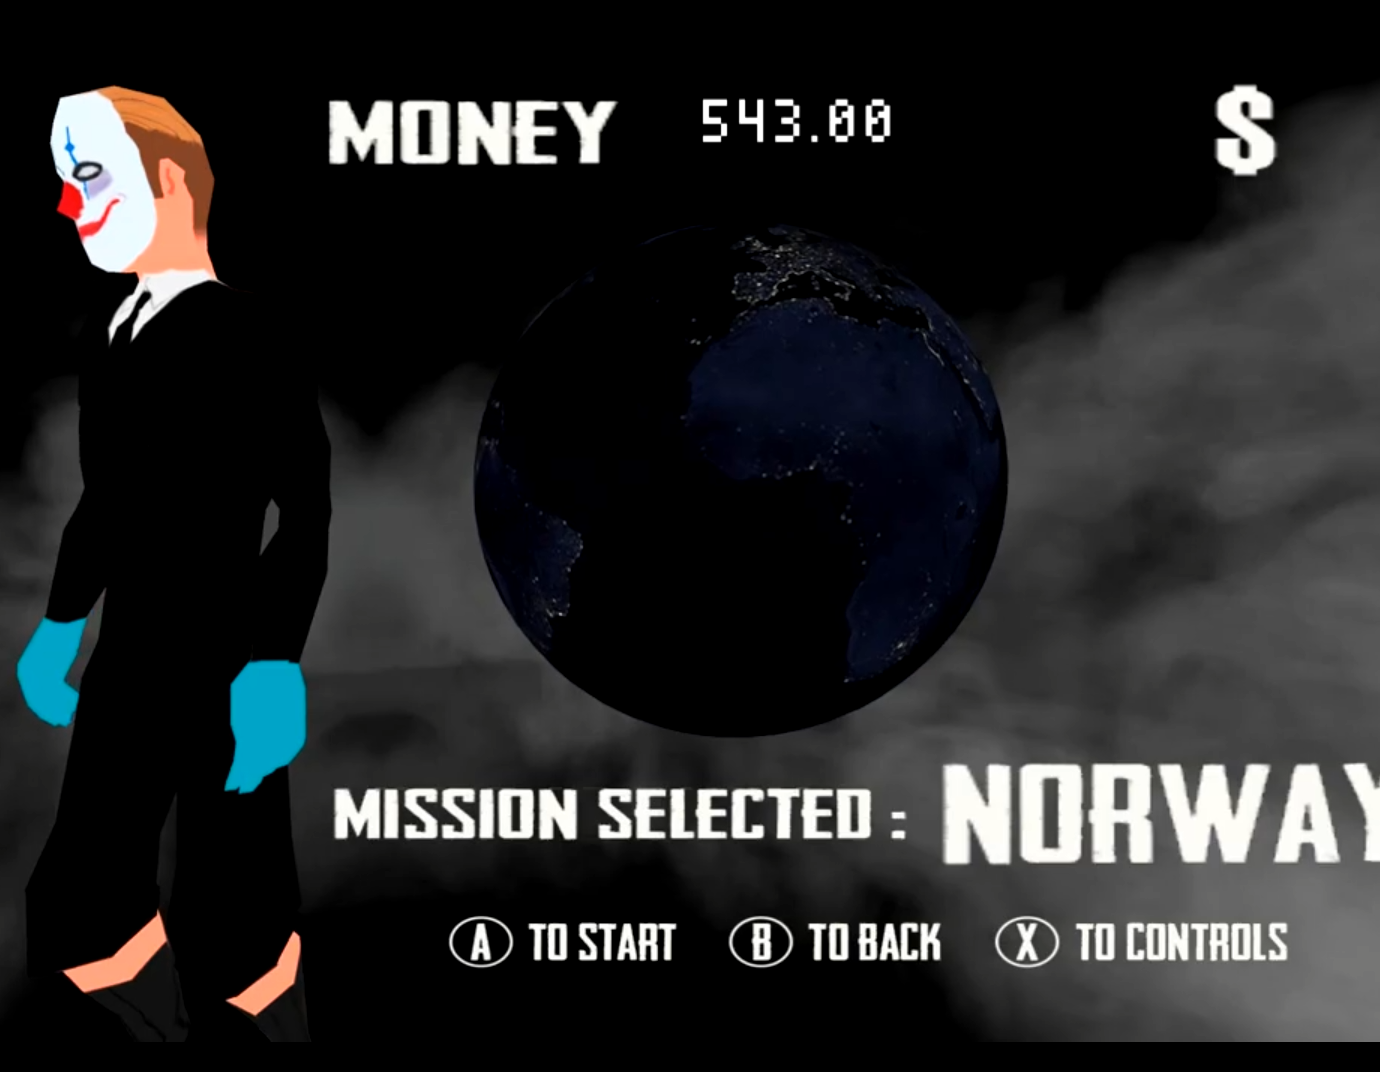 MONEY 543.00 $
MISSION SELECTED : NORWAY
A TO START B TO BACK X TO CONTROLS